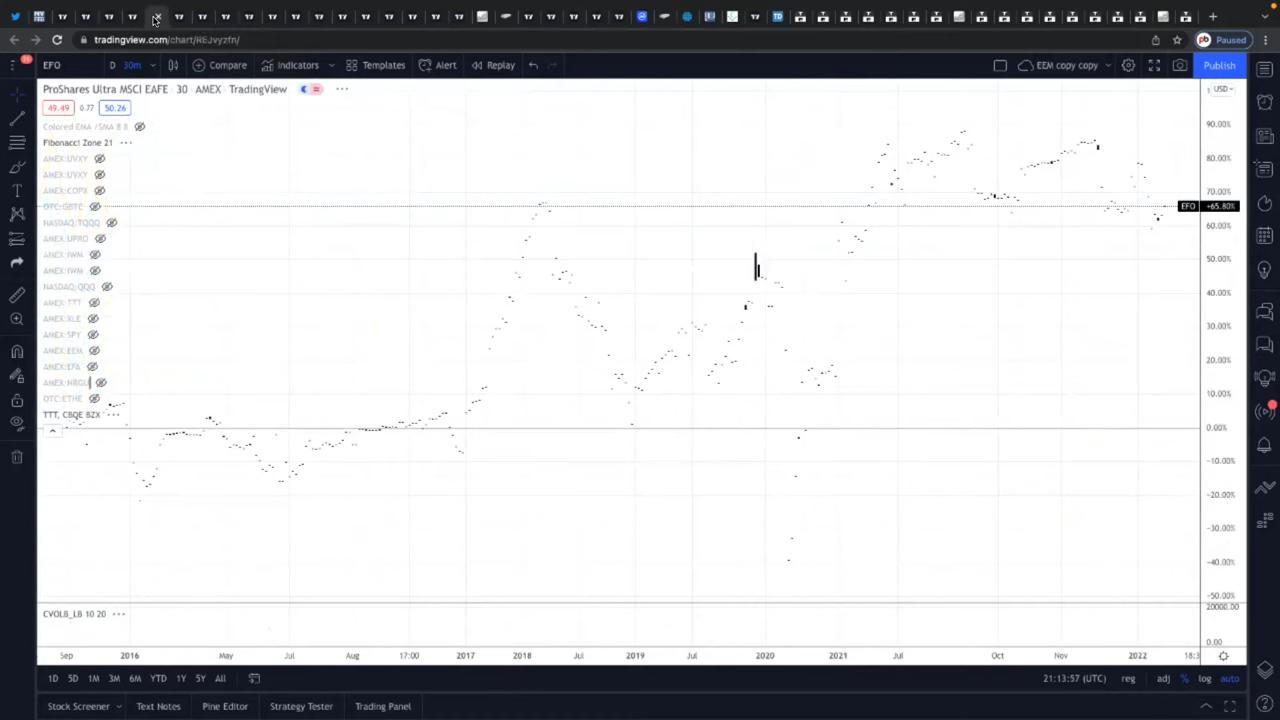 tradingview.com/chart/REJvyzfn/
Paused
EFO
D 30m
Compare
Indicators
Templates
Alert
Replay
EEM copy copy
Publish
ProShares Ultra MSCI EAFE · 30 · AMEX · TradingView
49.49 0.77 50.26
Colored EMA /SMA 8 8
Fibonacci Zone 21
AMEX:UVXY
AMEX:UVXY
AMEX:COPX
OTC:GBTC
NASDAQ:TQQQ
AMEX:UPRO
AMEX:IWM
AMEX:IWM
NASDAQ:QQQ
AMEX:TTT
AMEX:XLE
AMEX:SPY
AMEX:EEM
AMEX:EFA
AMEX:NRGU
OTC:ETHE
TTT, CBOE BZX
USD
90.00%
80.00%
70.00%
EFO +65.80%
60.00%
50.00%
40.00%
30.00%
20.00%
10.00%
0.00%
-10.00%
-20.00%
-30.00%
-40.00%
-50.00%
CVOLB_LB 10 20
20000.00
0.00
Sep 2016 May Jul Aug 17:00 2017 2018 Jul 2019 Jul 2020 2021 Jul Oct Nov 2022 18:3
1D 5D 1M 3M 6M YTD 1Y 5Y All
21:13:57 (UTC) reg adj % log auto
Stock Screener Text Notes Pine Editor Strategy Tester Trading Panel